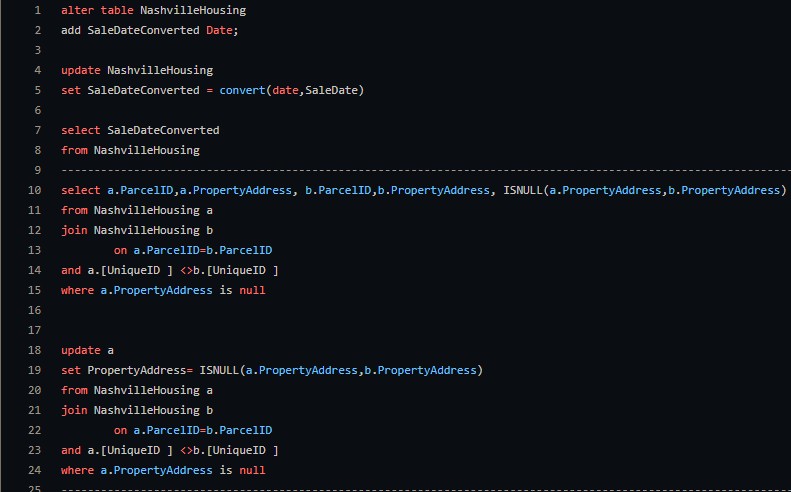 1 alter table NashvilleHousing
2 add SaleDateConverted Date;
3
4 update NashvilleHousing
5 set SaleDateConverted = convert(date,SaleDate)
6
7 select SaleDateConverted
8 from NashvilleHousing
9 --------------------------------------------------------------------------------------------------------------
10 select a.ParcelID,a.PropertyAddress, b.ParcelID,b.PropertyAddress, ISNULL(a.PropertyAddress,b.PropertyAddress)
11 from NashvilleHousing a
12 join NashvilleHousing b
13 on a.ParcelID=b.ParcelID
14 and a.[UniqueID ] <>b.[UniqueID ]
15 where a.PropertyAddress is null
16
17
18 update a
19 set PropertyAddress= ISNULL(a.PropertyAddress,b.PropertyAddress)
20 from NashvilleHousing a
21 join NashvilleHousing b
22 on a.ParcelID=b.ParcelID
23 and a.[UniqueID ] <>b.[UniqueID ]
24 where a.PropertyAddress is null
25 --------------------------------------------------------------------------------------------------------------